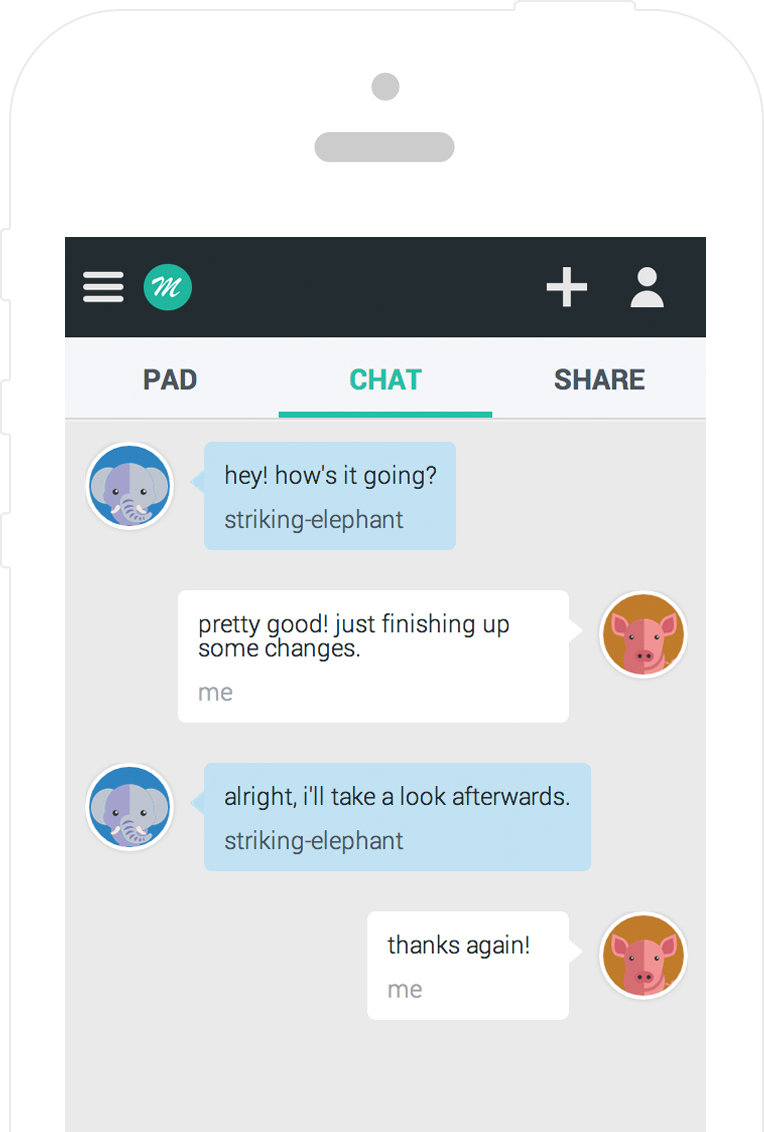 M
PAD
CHAT
SHARE
hey! how's it going?
striking-elephant
pretty good! just finishing up
some changes.
me
alright, i'll take a look afterwards.
striking-elephant
thanks again!
me